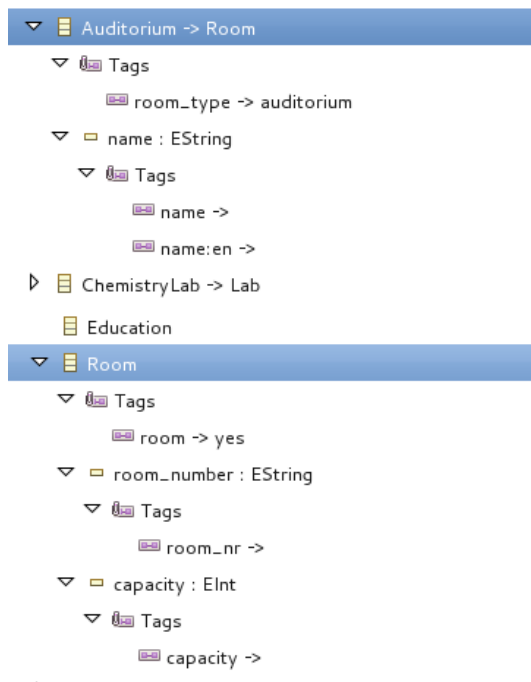 Auditorium -> Room
Tags
room_type -> auditorium
name : EString
Tags
name ->
name:en ->
ChemistryLab -> Lab
Education
Room
Tags
room -> yes
room_number : EString
Tags
room_nr ->
capacity : EInt
Tags
capacity ->